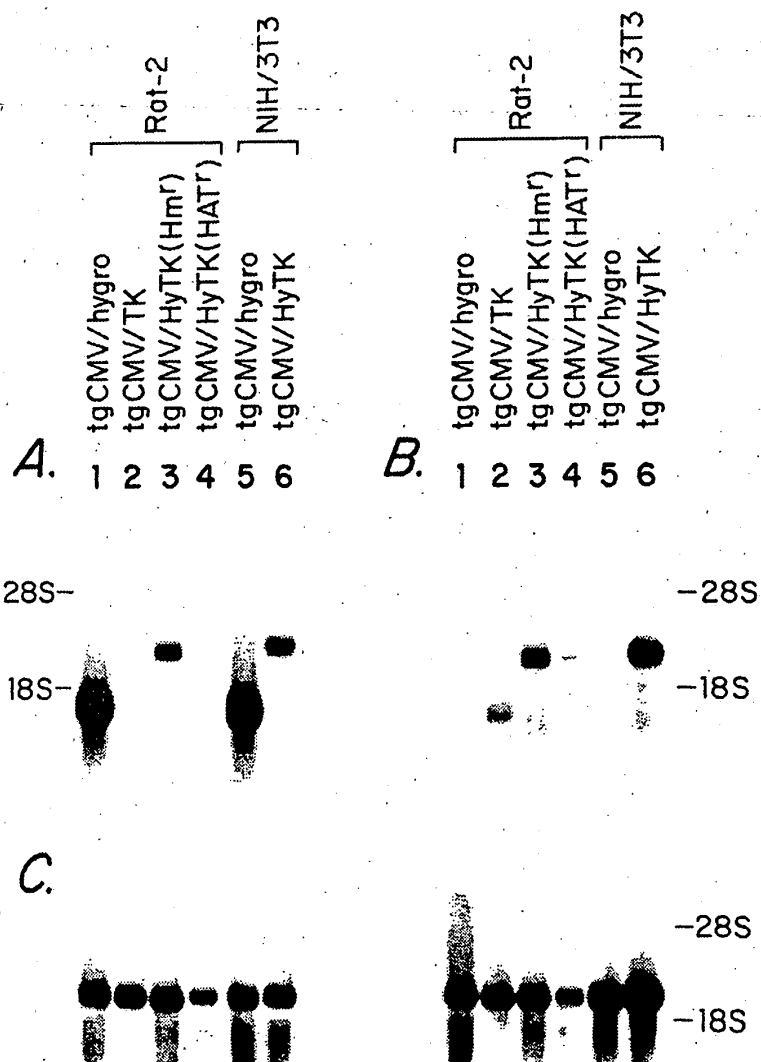 Rat-2 NIH/3T3 Rat-2 NIH/3T3
tgCMV/hygro
tgCMV/TK
tgCMV/HyTK(Hmʳ)
tgCMV/HyTK(HATʳ)
tgCMV/hygro
tgCMV/HyTK
tgCMV/hygro
tgCMV/TK
tgCMV/HyTK(Hmʳ)
tgCMV/HyTK(HATʳ)
tgCMV/hygro
tgCMV/HyTK
A. 1 2 3 4 5 6 B. 1 2 3 4 5 6
28S- -28S
18S- -18S
C.
-28S
-18S